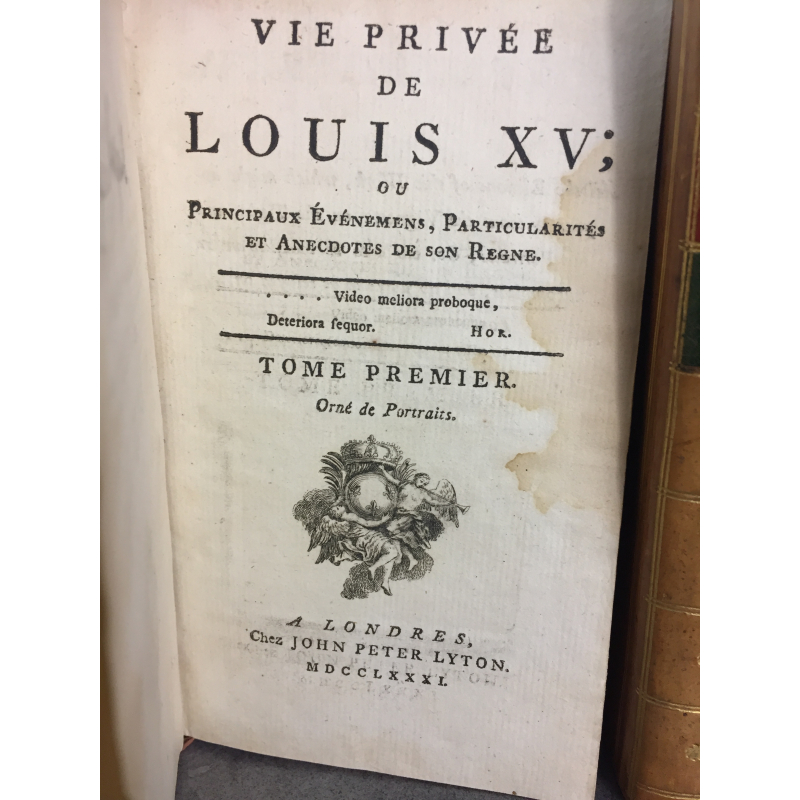 VIE PRIVÉE
DE
LOUIS XV;
OU
PRINCIPAUX ÉVÉNEMENS, PARTICULARITÉS
ET ANECDOTES DE SON REGNE.
. . . . Video meliora proboque,
Deteriora sequor. HOR.
TOME PREMIER.
Orné de Portraits.
A LONDRES,
Chez JOHN PETER LYTON.
MDCCLXXXI.